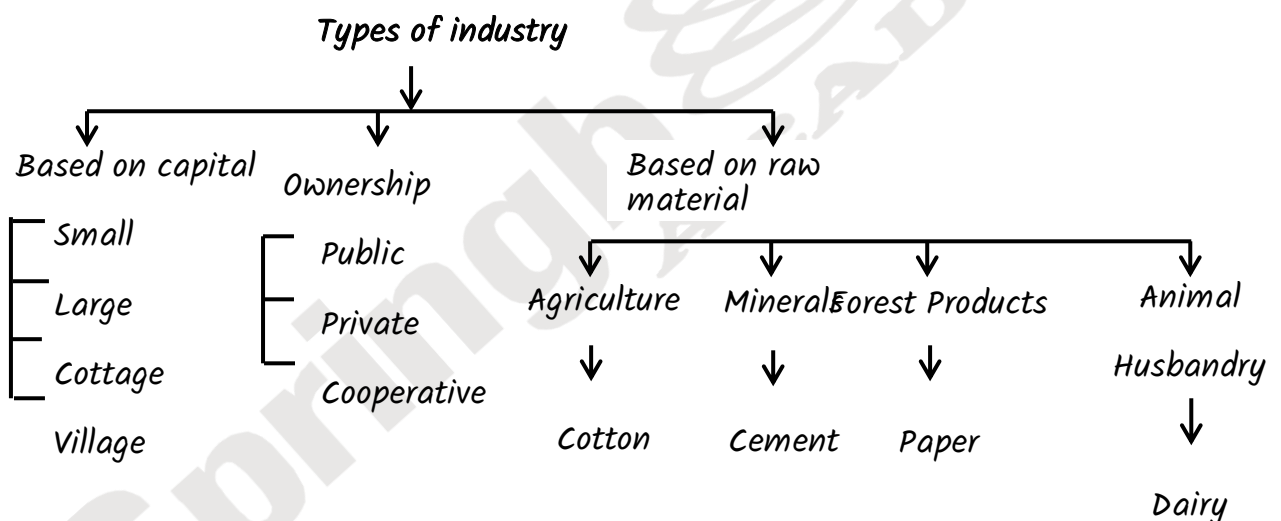 Types of industry
Based on capital
Ownership
Based on raw
material
Small
Large
Cottage
Village
Public
Private
Cooperative
Agriculture
Minerals
Forest Products
Animal
Husbandry
Cotton
Cement
Paper
Dairy